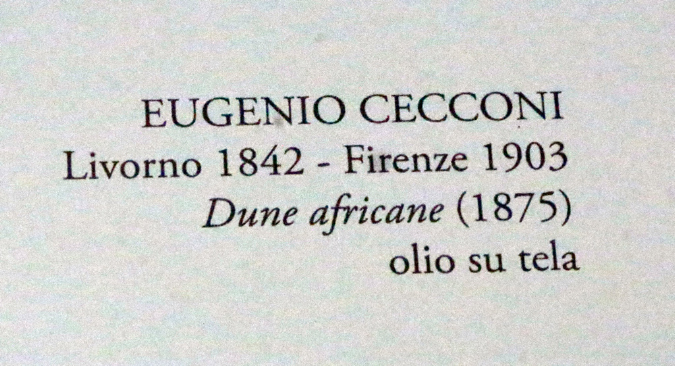 EUGENIO CECCONI
Livorno 1842 - Firenze 1903
Dune africane (1875)
olio su tela